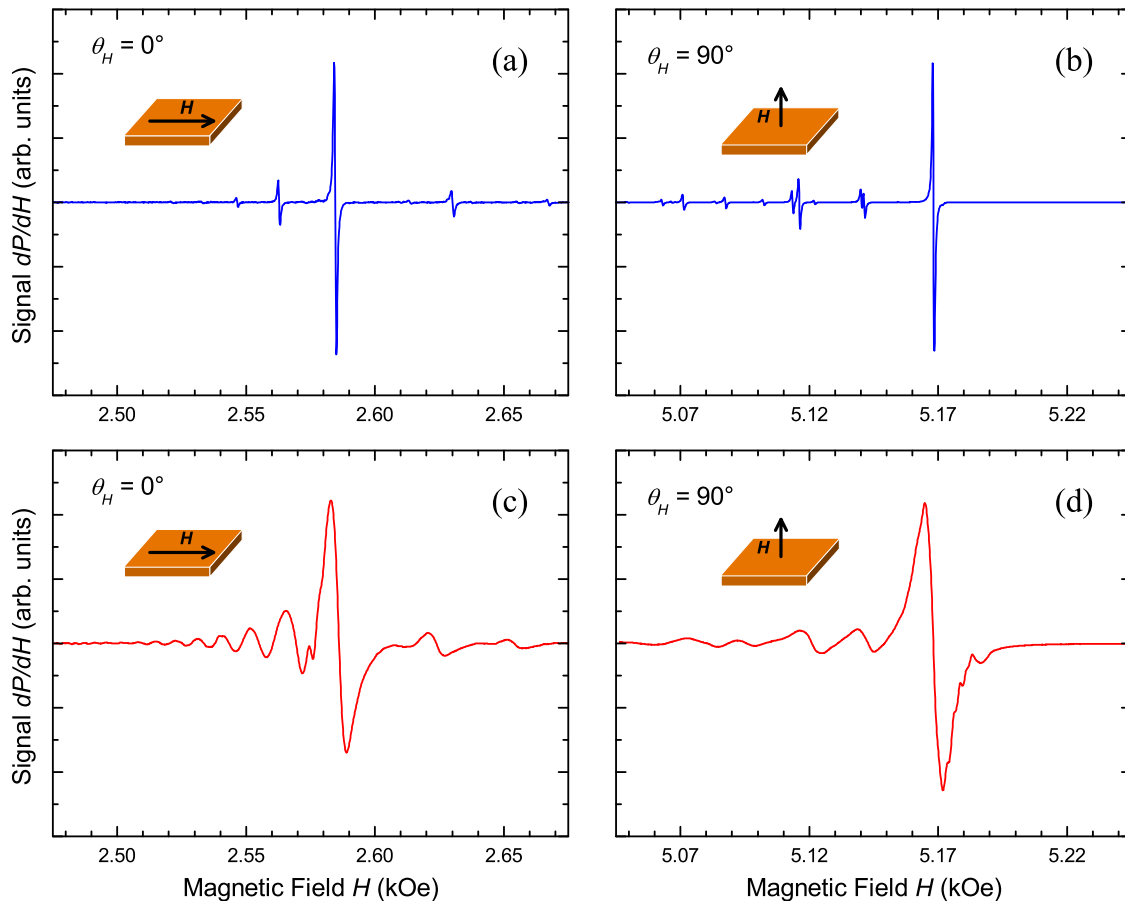 θH = 0°
(a)
H
Signal dP/dH (arb. units)
2.50 2.55 2.60 2.65
θH = 90°
(b)
H
5.07 5.12 5.17 5.22
θH = 0°
(c)
H
Signal dP/dH (arb. units)
2.50 2.55 2.60 2.65
Magnetic Field H (kOe)
θH = 90°
(d)
H
5.07 5.12 5.17 5.22
Magnetic Field H (kOe)